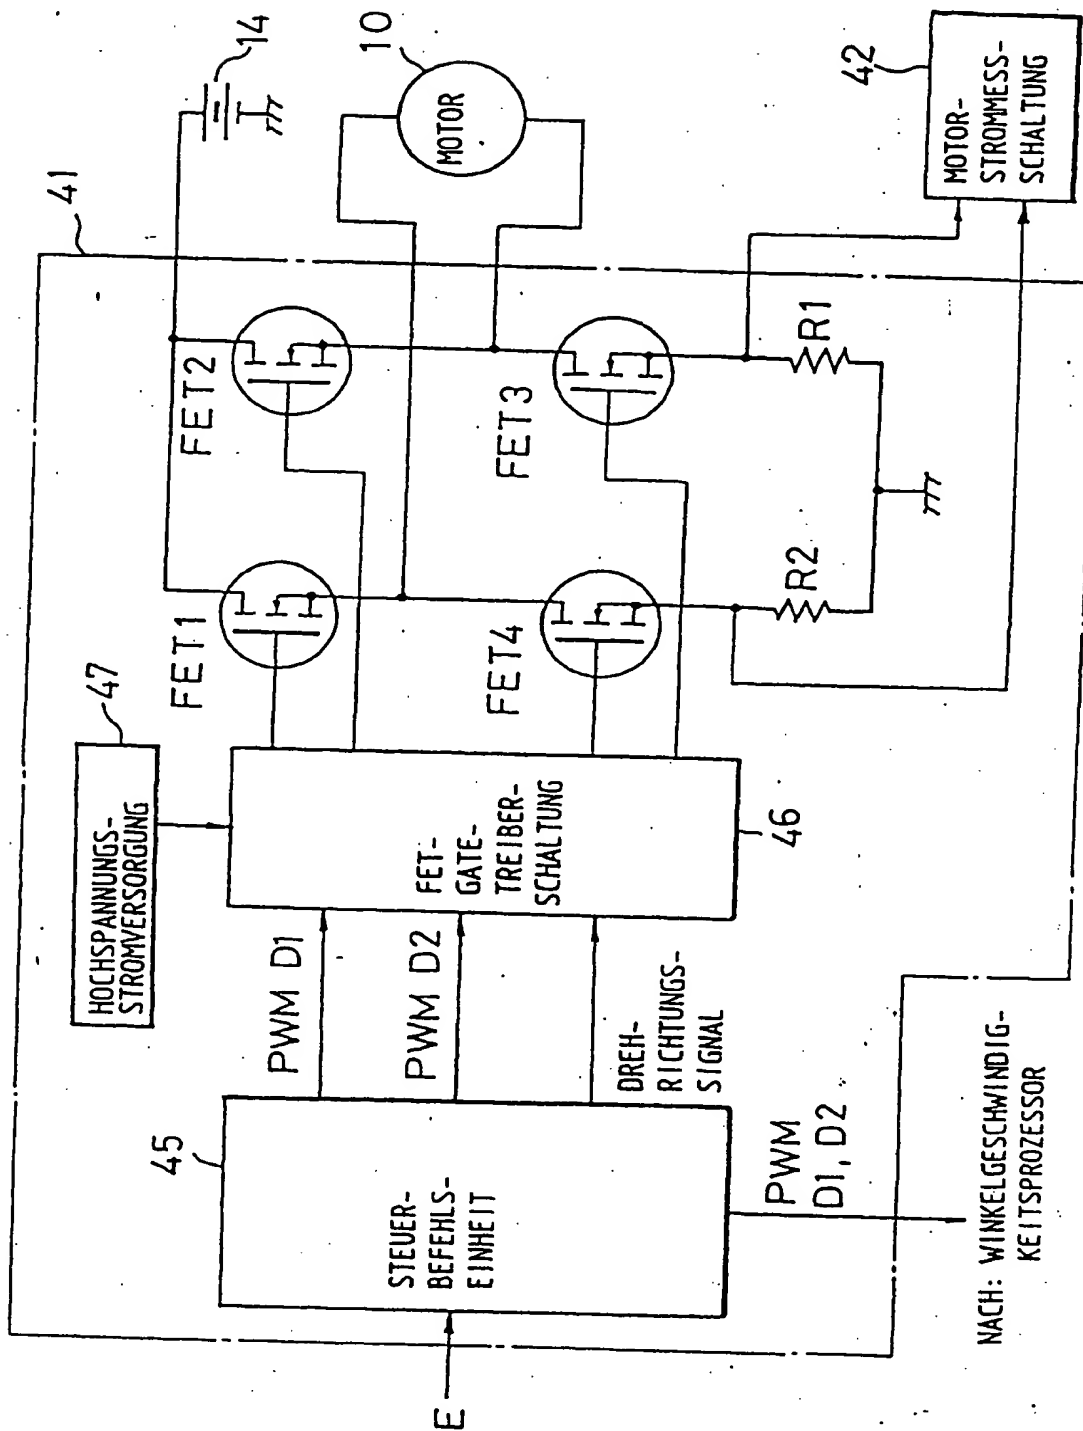 41
14
10
MOTOR
42
MOTOR-
STROMMESS-
SCHALTUNG
47
HOCHSPANNUNGS-
STROMVERSORGUNG
FET1
FET2
FET4
FET3
R2
R1
46
FET-
GATE-
TREIBER-
SCHALTUNG
PWM D1
PWM D2
DREH-
RICHTUNGS-
SIGNAL
45
STEUER-
BEFEHLS-
EINHEIT
E
PWM
D1, D2
NACH: WINKELGESCHWINDIG-
KEITSPROZESSOR